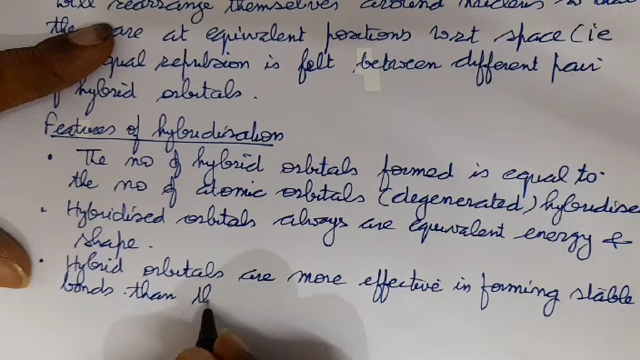 will rearrange themselves around nucleus so that
the are at equivalent positions wrt space (ie
equal repulsion is felt between different pair
of hybrid orbitals.
Features of hybridisation
• The no of hybrid orbitals formed is equal to
the no of atomic orbitals (degenerated) hybridise
• Hybridised orbitals always are equivalent energy &
shape.
• Hybrid orbitals are more effective in forming stable
bonds than th